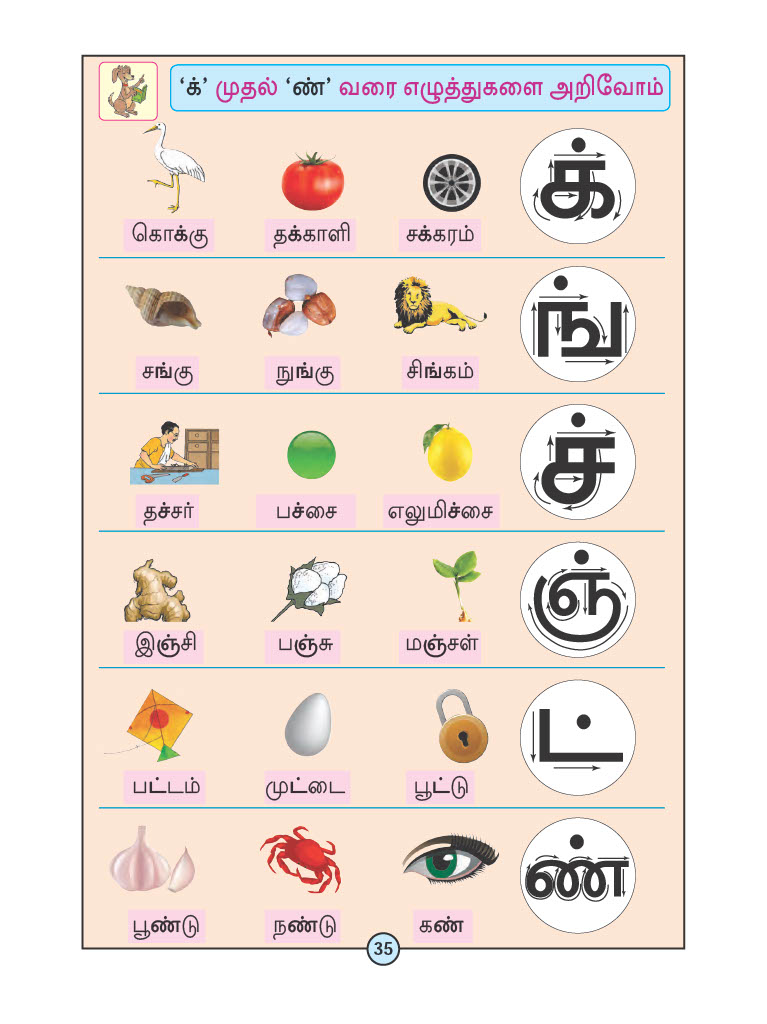 ‘க்’ முதல் ‘ண்’ வரை எழுத்துகளை அறிவோம்
கொக்கு தக்காளி சக்கரம் க்
சங்கு நுங்கு சிங்கம் ங்
தச்சர் பச்சை எலுமிச்சை ச்
இஞ்சி பஞ்சு மஞ்சள் ஞ்
பட்டம் முட்டை பூட்டு ட்
பூண்டு நண்டு கண் ண்
35